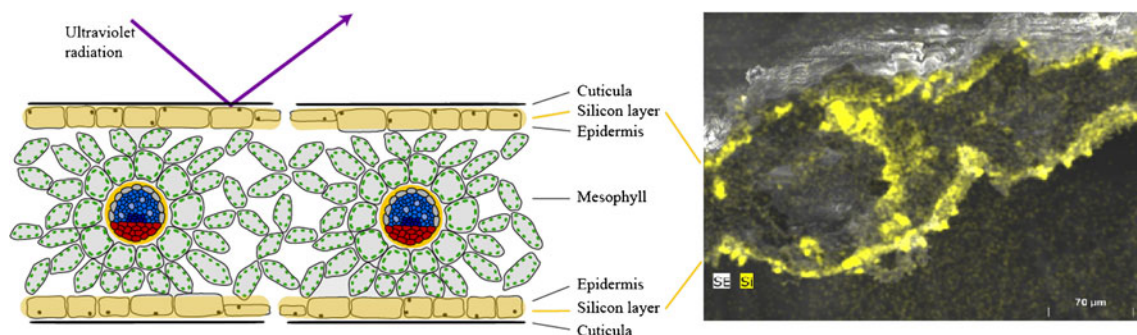 Ultraviolet
radiation
Cuticula
Silicon layer
Epidermis
Mesophyll
Epidermis
Silicon layer
Cuticula
SE Si
70 µm